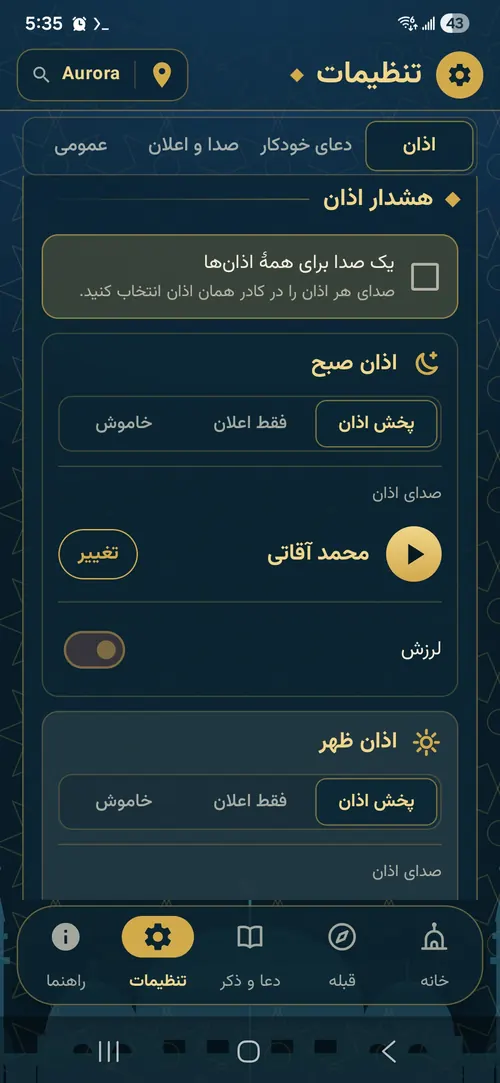 5:35
43
تنظیمات
Aurora
اذان
دعای خودکار
صدا و اعلان
عمومی
هشدار اذان
یک صدا برای همهٔ اذان‌ها
صدای هر اذان را در کادر همان اذان انتخاب کنید.
اذان صبح
پخش اذان
فقط اعلان
خاموش
صدای اذان
محمد آقاتی
تغییر
لرزش
اذان ظهر
پخش اذان
فقط اعلان
خاموش
صدای اذان
خانه
قبله
دعا و ذکر
تنظیمات
راهنما